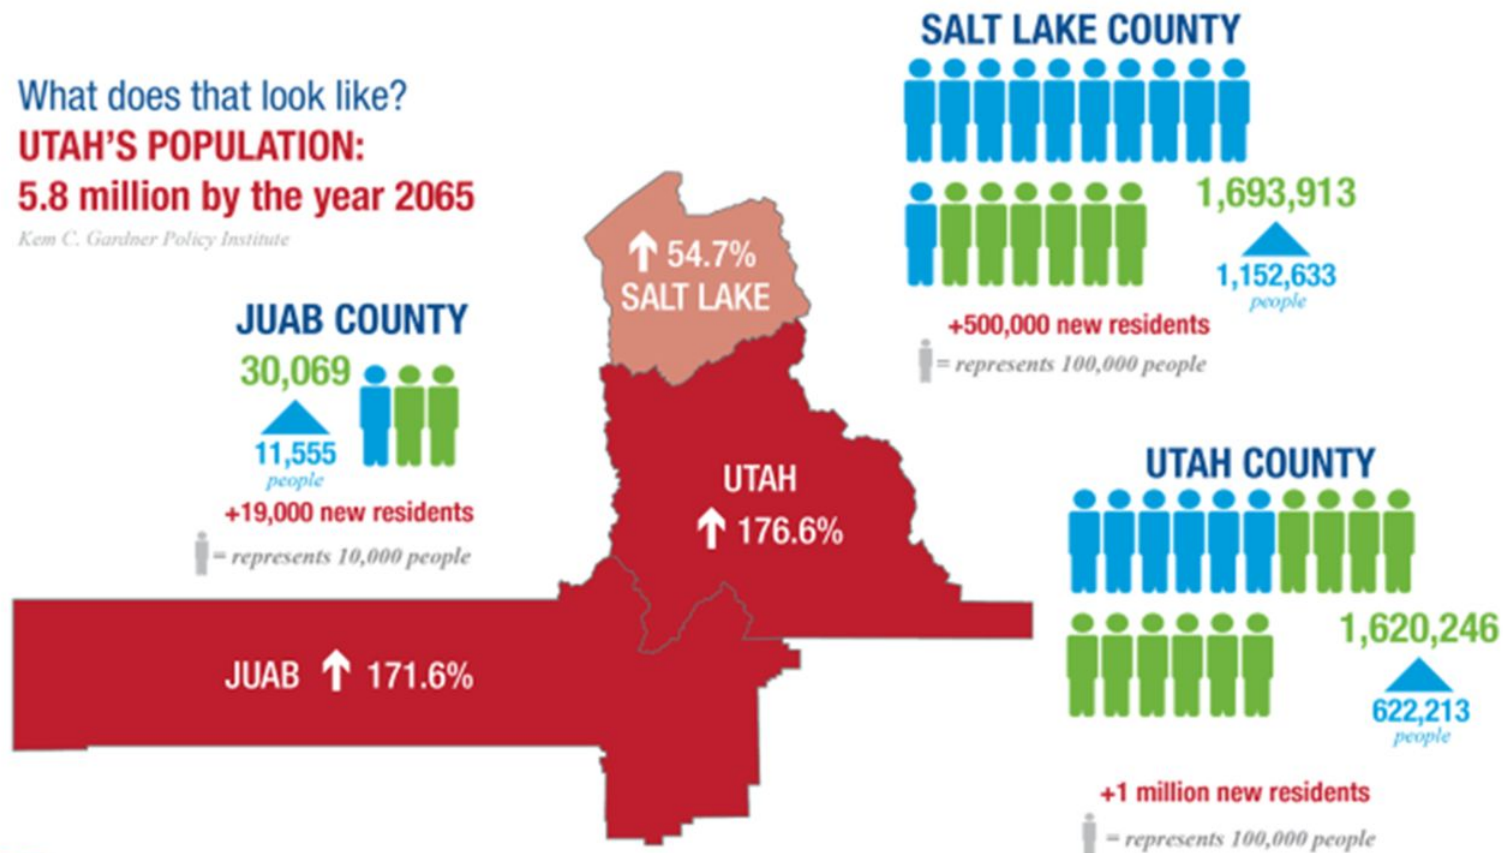 What does that look like?
UTAH'S POPULATION:
5.8 million by the year 2065
Kem C. Gardner Policy Institute
JUAB COUNTY
30,069
11,555
people
+19,000 new residents
= represents 10,000 people
54.7%
SALT LAKE
UTAH
176.6%
JUAB 171.6%
SALT LAKE COUNTY
1,693,913
1,152,633
people
+500,000 new residents
= represents 100,000 people
UTAH COUNTY
1,620,246
622,213
people
+1 million new residents
= represents 100,000 people